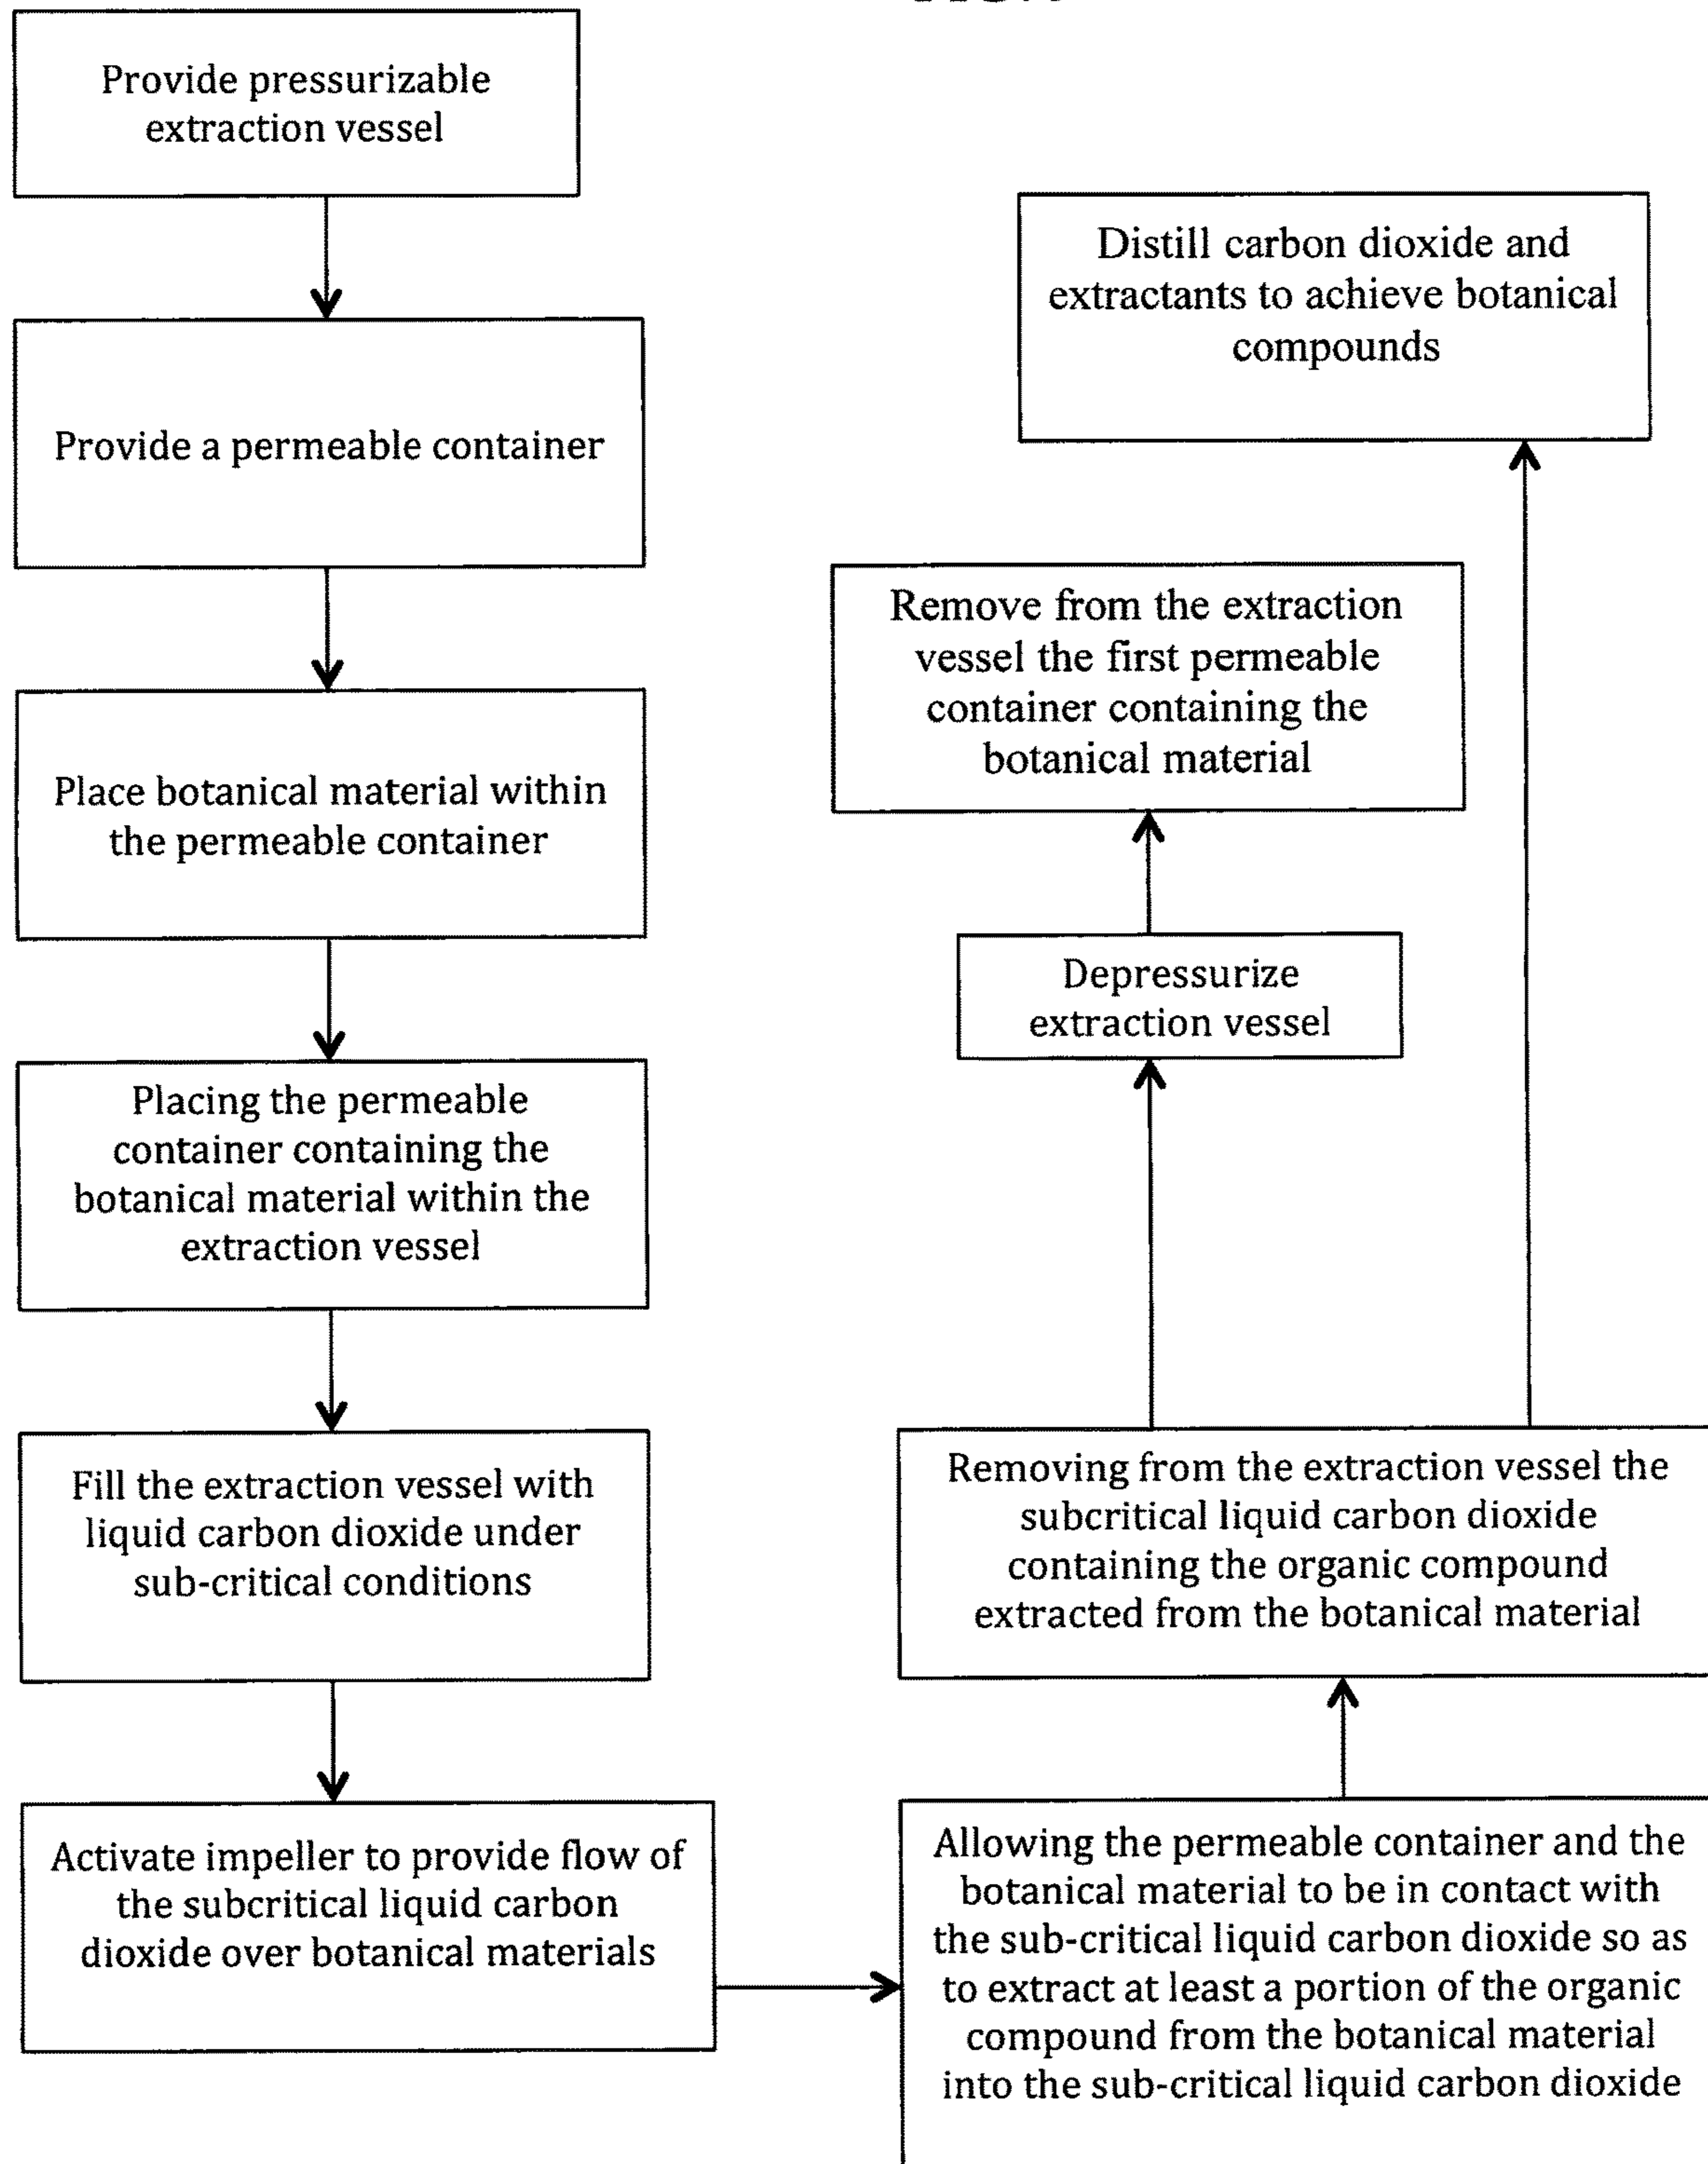 Provide pressurizable
extraction vessel
Provide a permeable container
Place botanical material within
the permeable container
Placing the permeable
container containing the
botanical material within the
extraction vessel
Fill the extraction vessel with
liquid carbon dioxide under
sub-critical conditions
Activate impeller to provide flow of
the subcritical liquid carbon
dioxide over botanical materials
Allowing the permeable container and the
botanical material to be in contact with
the sub-critical liquid carbon dioxide so as
to extract at least a portion of the organic
compound from the botanical material
into the sub-critical liquid carbon dioxide
Removing from the extraction vessel the
subcritical liquid carbon dioxide
containing the organic compound
extracted from the botanical material
Depressurize
extraction vessel
Remove from the extraction
vessel the first permeable
container containing the
botanical material
Distill carbon dioxide and
extractants to achieve botanical
compounds